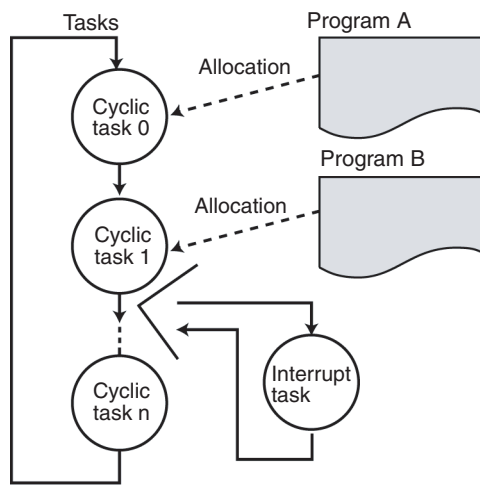 Tasks
Program A
Allocation
Cyclic
task 0
Program B
Allocation
Cyclic
task 1
Interrupt
task
Cyclic
task n